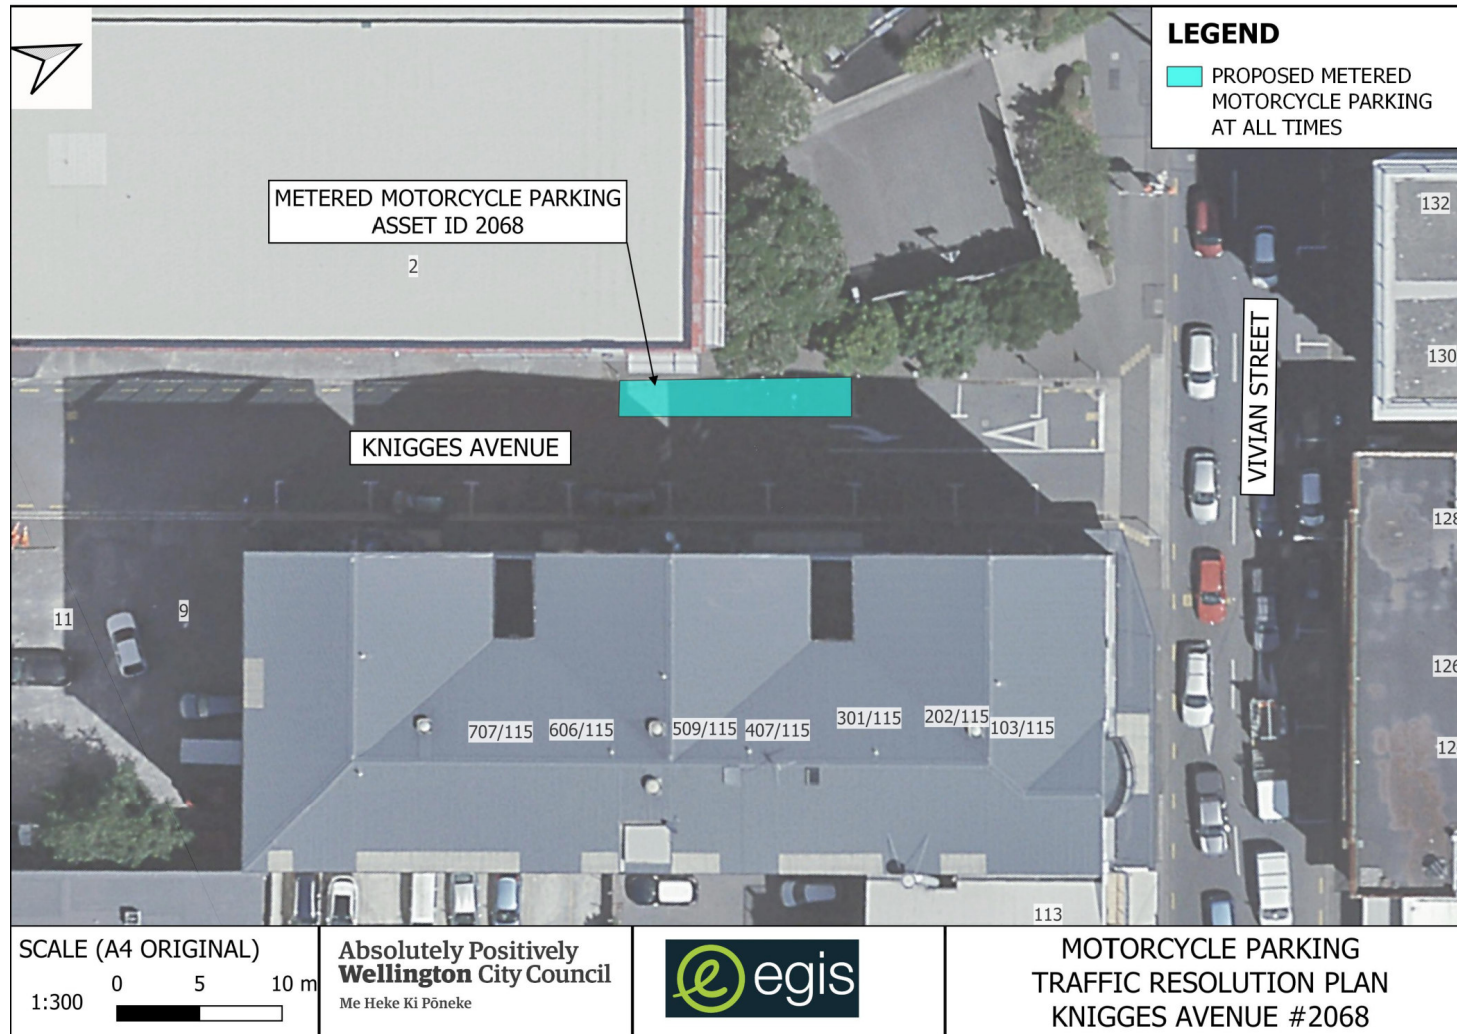 LEGEND
PROPOSED METERED
MOTORCYCLE PARKING
AT ALL TIMES
METERED MOTORCYCLE PARKING
ASSET ID 2068
2
132
130
VIVIAN STREET
KNIGGES AVENUE
128
11
9
126
707/115
606/115
509/115
407/115
301/115
202/115
103/115
12
113
SCALE (A4 ORIGINAL)
1:300
0 5 10 m
Absolutely Positively
Wellington City Council
Me Heke Ki Pōneke
e egis
MOTORCYCLE PARKING
TRAFFIC RESOLUTION PLAN
KNIGGES AVENUE #2068